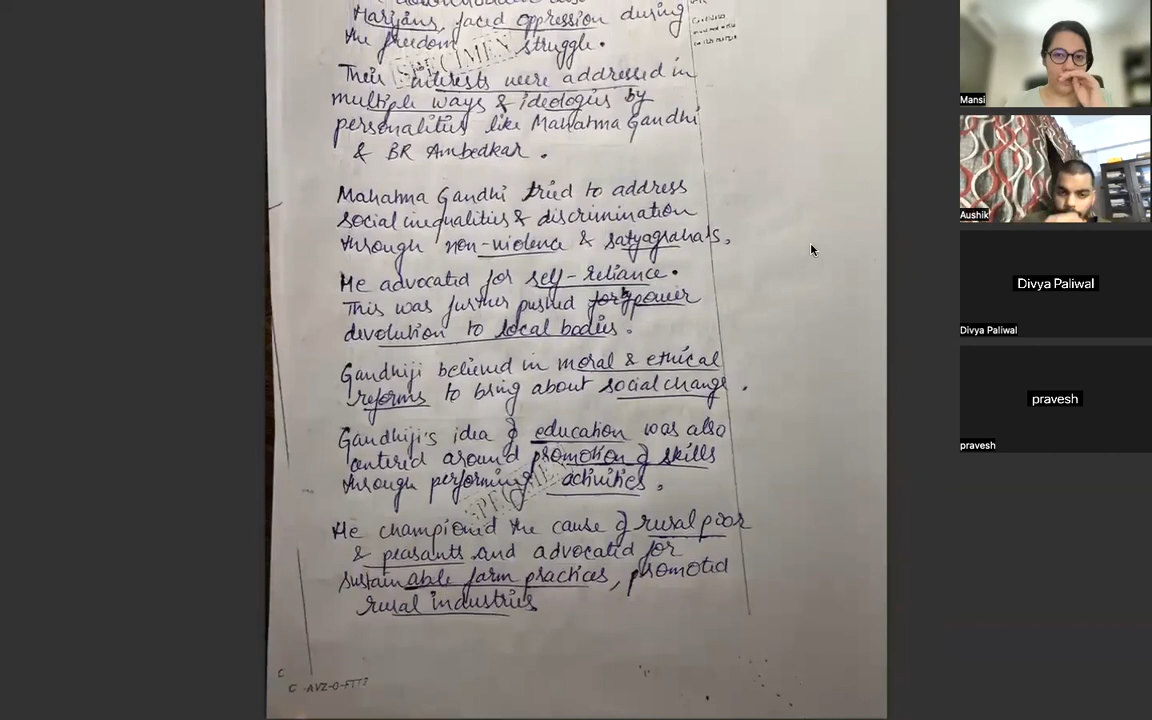 Harijans, faced oppression during
the freedom struggle.
SPECIMEN
Their interests were addressed in
multiple ways & ideologies by
personalities like Mahatma Gandhi
& BR Ambedkar.
Mahatma Gandhi tried to address
social inequalities & discrimination
through non-violence & satyagraha's.
He advocated for self-reliance.
This was further pushed for power
devolution to local bodies.
Gandhiji believed in moral & ethical
reforms to bring about social change.
Gandhiji's idea of education was also
centered around promotion of skills
through performing activities.
SPECIMEN
He championed the cause of rural poor
& peasants and advocated for
sustainable farm practices, promoted
rural industries
Mansi
Aushik
Divya Paliwal
Divya Paliwal
pravesh
pravesh